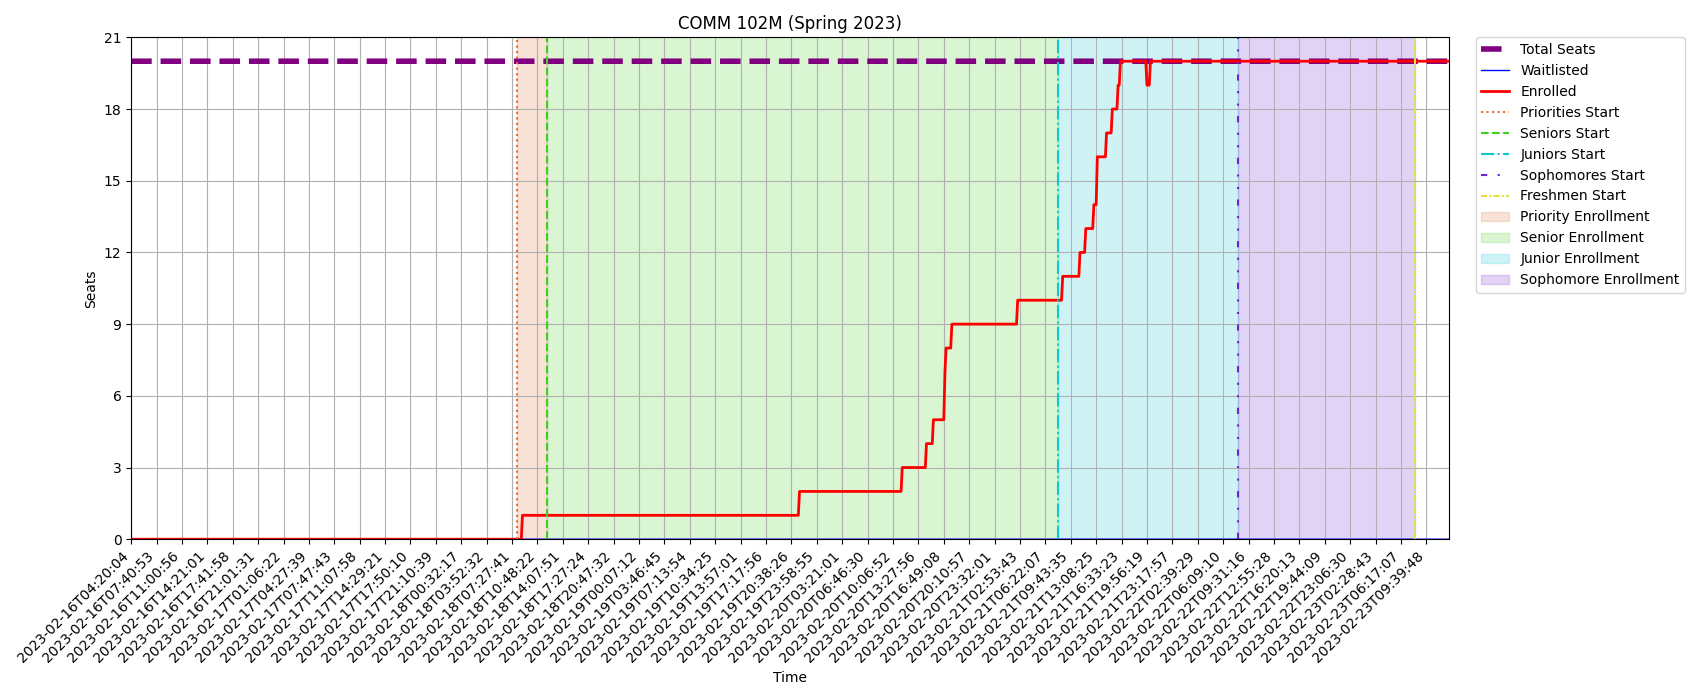 COMM 102M (Spring 2023)
21
18
15
12
9
6
3
0
Seats
2023-02-16T04:20:04
2023-02-16T07:40:53
2023-02-16T11:00:56
2023-02-16T14:21:01
2023-02-16T17:41:58
2023-02-16T21:01:31
2023-02-17T01:06:22
2023-02-17T04:27:39
2023-02-17T07:47:43
2023-02-17T11:07:58
2023-02-17T14:29:21
2023-02-17T17:50:10
2023-02-17T21:10:39
2023-02-18T00:32:17
2023-02-18T03:52:32
2023-02-18T07:27:41
2023-02-18T10:48:22
2023-02-18T14:07:51
2023-02-18T17:27:24
2023-02-18T20:47:32
2023-02-19T00:07:12
2023-02-19T03:46:45
2023-02-19T07:13:54
2023-02-19T10:34:25
2023-02-19T13:57:01
2023-02-19T17:17:56
2023-02-19T20:38:26
2023-02-19T23:58:55
2023-02-20T03:21:01
2023-02-20T06:46:30
2023-02-20T10:06:52
2023-02-20T13:27:56
2023-02-20T16:49:08
2023-02-20T20:10:57
2023-02-20T23:32:01
2023-02-21T02:53:43
2023-02-21T06:22:07
2023-02-21T09:43:35
2023-02-21T13:08:25
2023-02-21T16:33:23
2023-02-21T19:56:19
2023-02-21T23:17:57
2023-02-22T02:39:29
2023-02-22T06:09:10
2023-02-22T09:31:16
2023-02-22T12:55:28
2023-02-22T16:20:13
2023-02-22T19:44:09
2023-02-22T23:06:30
2023-02-23T02:28:43
2023-02-23T06:17:07
2023-02-23T09:39:48
Time
Total Seats
Waitlisted
Enrolled
Priorities Start
Seniors Start
Juniors Start
Sophomores Start
Freshmen Start
Priority Enrollment
Senior Enrollment
Junior Enrollment
Sophomore Enrollment